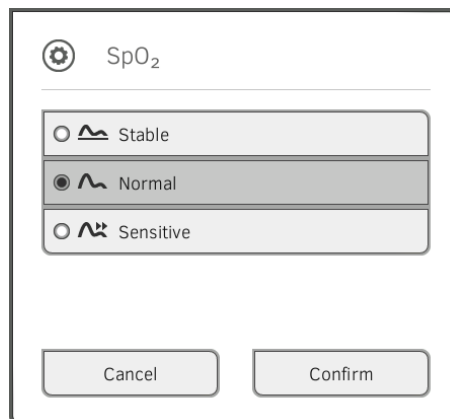 SpO₂
Stable
Normal
Sensitive
Cancel Confirm